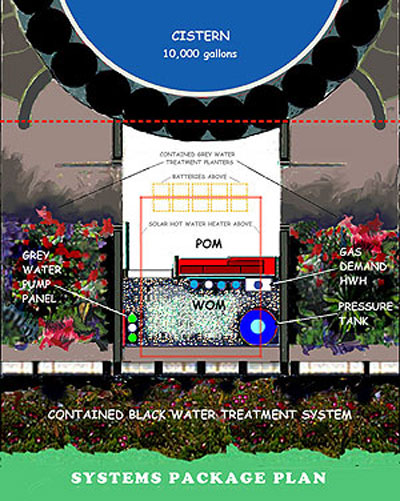 CISTERN
10,000 gallons
CONTAINED GREY WATER
TREATMENT PLANTERS
BATTERIES ABOVE
SOLAR HOT WATER HEATER ABOVE
POM
GREY
WATER
PUMP
PANEL
GAS
DEMAND
HWH
WOM
PRESSURE
TANK
CONTAINED BLACK WATER TREATMENT SYSTEM
SYSTEMS PACKAGE PLAN